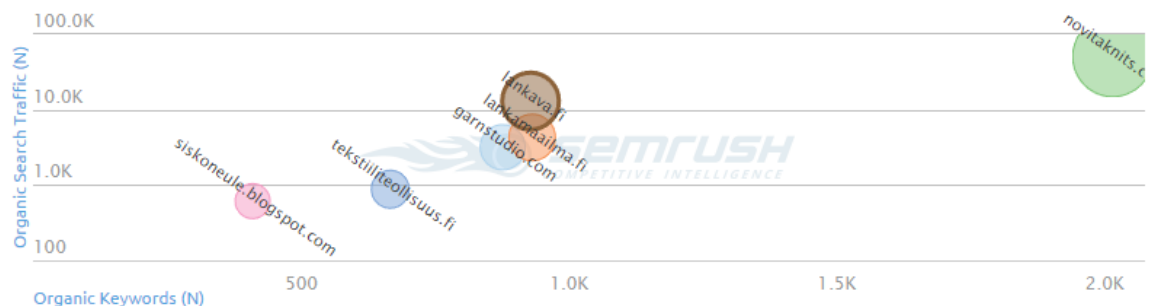 100.0K
10.0K
1.0K
100
Organic Search Traffic (N)
novitaknits.c
lankava.fi
lankamaailma.fi
garnstudio.com
tekstiiliteollisuus.fi
siskoneule.blogspot.com
SEMRUSH
COMPETITIVE INTELLIGENCE
500
1.0K
1.5K
2.0K
Organic Keywords (N)